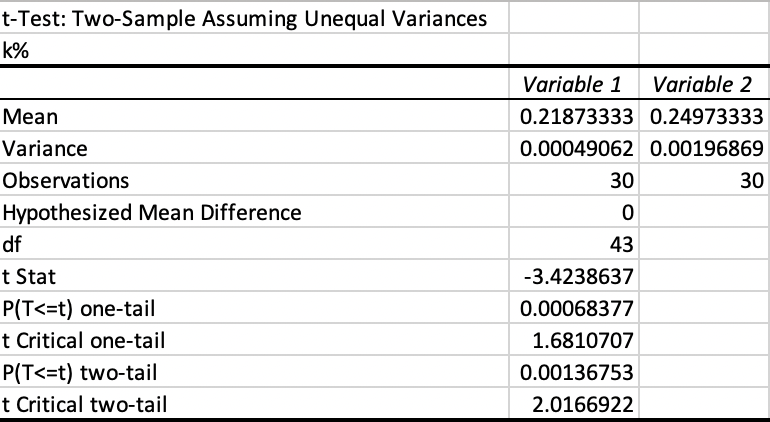 t-Test: Two-Sample Assuming Unequal Variances
k%
Variable 1 Variable 2
Mean 0.21873333 0.24973333
Variance 0.00049062 0.00196869
Observations 30 30
Hypothesized Mean Difference 0
df 43
t Stat -3.4238637
P(T<=t) one-tail 0.00068377
t Critical one-tail 1.6810707
P(T<=t) two-tail 0.00136753
t Critical two-tail 2.0166922